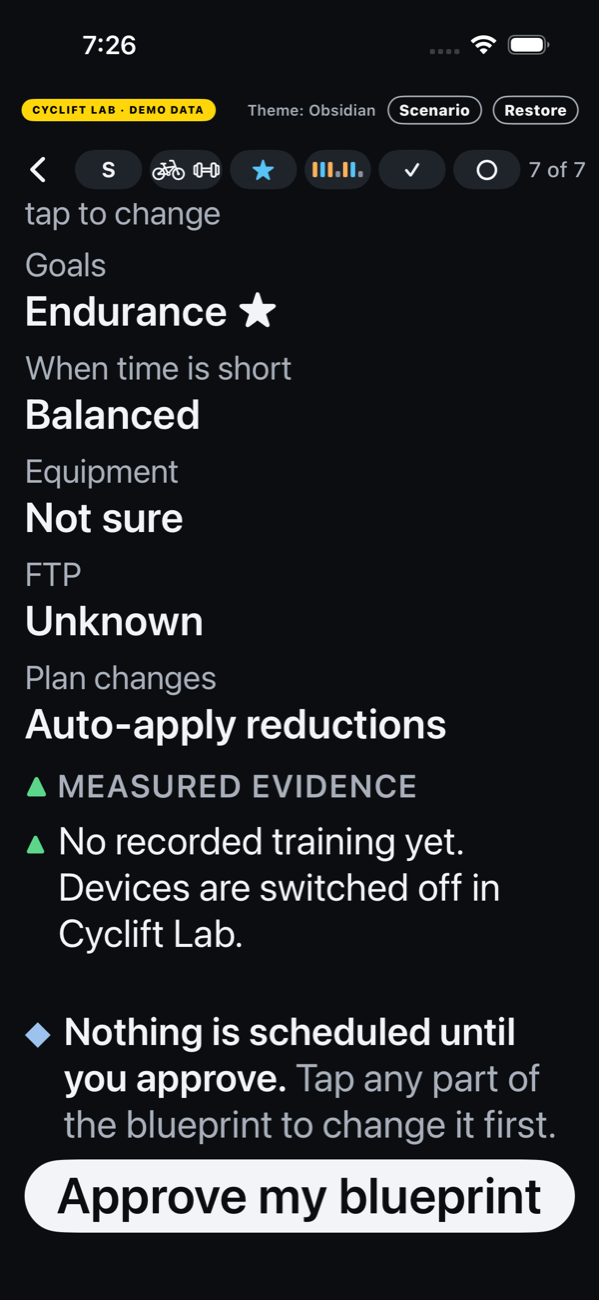 7:26
CYCLIFT LAB · DEMO DATA
Theme: Obsidian
Scenario
Restore
S
7 of 7
tap to change
Goals
Endurance ★
When time is short
Balanced
Equipment
Not sure
FTP
Unknown
Plan changes
Auto-apply reductions
MEASURED EVIDENCE
No recorded training yet.
Devices are switched off in
Cyclift Lab.
Nothing is scheduled until
you approve. Tap any part of
the blueprint to change it first.
Approve my blueprint